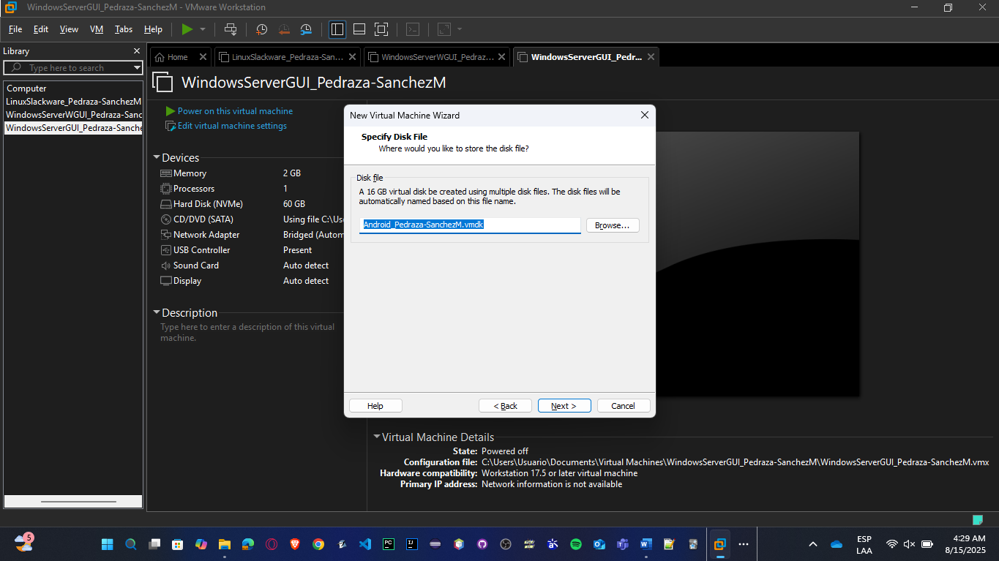 WindowsServerGUI_Pedraza-SanchezM - VMware Workstation
File Edit View VM Tabs Help
Library
Type here to search
Computer
LinuxSlackware_Pedraza-SanchezM
WindowsServerWGUI_Pedraza-Sanc
WindowsServerGUI_Pedraza-Sanche
Home LinuxSlackware_Pedraza-San... WindowsServerWGUI_Pedraz... WindowsServerGUI_Pedr...
WindowsServerGUI_Pedraza-SanchezM
Power on this virtual machine
Edit virtual machine settings
Devices
Memory 2 GB
Processors 1
Hard Disk (NVMe) 60 GB
CD/DVD (SATA) Using file C:\Us
Network Adapter Bridged (Autom
USB Controller Present
Sound Card Auto detect
Display Auto detect
Description
Type here to enter a description of this virtual
machine.
New Virtual Machine Wizard
Specify Disk File
Where would you like to store the disk file?
Disk file
A 16 GB virtual disk be created using multiple disk files. The disk files will be
automatically named based on this file name.
Android_Pedraza-SanchezM.vmdk
Browse...
Help < Back Next > Cancel
Virtual Machine Details
State: Powered off
Configuration file: C:\Users\Usuario\Documents\Virtual Machines\WindowsServerGUI_Pedraza-SanchezM\WindowsServerGUI_Pedraza-SanchezM.vmx
Hardware compatibility: Workstation 17.5 or later virtual machine
Primary IP address: Network information is not available
5
PC
IJ
ESP
LAA
4:29 AM
8/15/2025